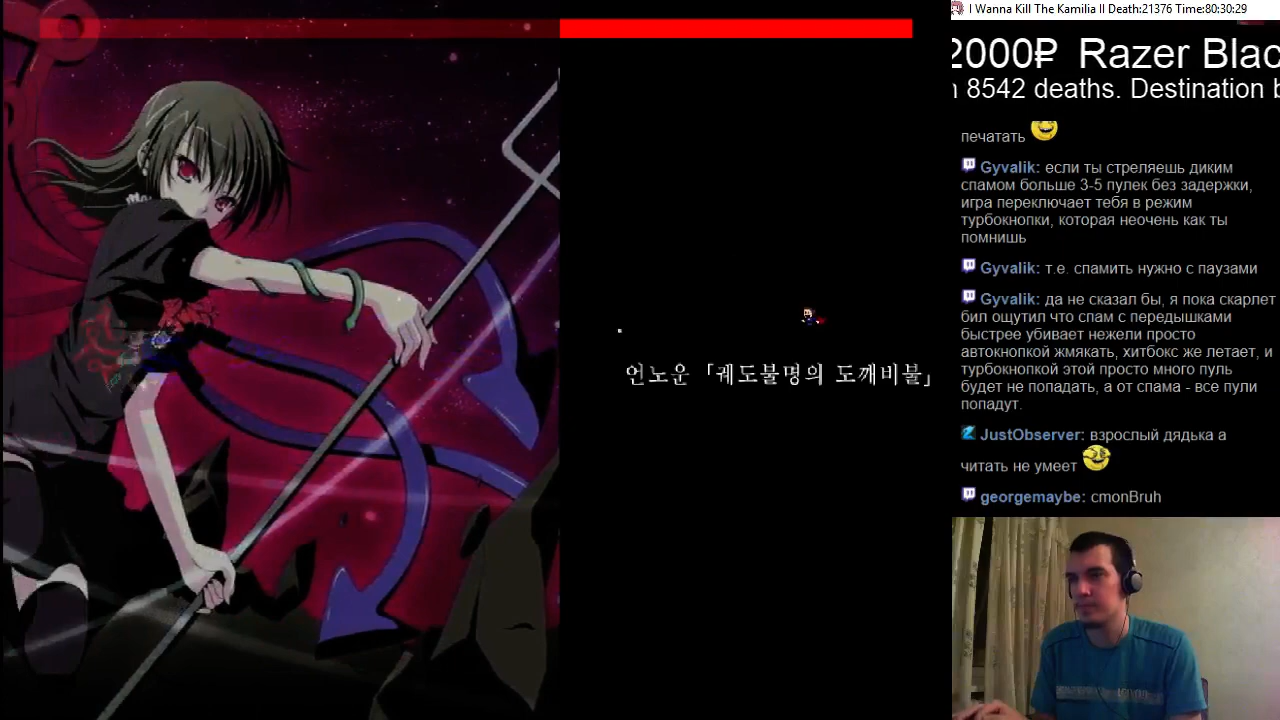 I Wanna Kill The Kamilia II Death:21376 Time:80:30:29
2000₽ Razer Blac
n 8542 deaths. Destination b
печатать
Gyvalik: если ты стреляешь диким
спамом больше 3-5 пулек без задержки,
игра переключает тебя в режим
турбокнопки, которая неочень как ты
помнишь
Gyvalik: т.е. спамить нужно с паузами
Gyvalik: да не сказал бы, я пока скарлет
бил ощутил что спам с передышками
быстрее убивает нежели просто
автокнопкой жмякать, хитбокс же летает, и
турбокнопкой этой просто много пуль
будет не попадать, а от спама - все пули
попадут.
JustObserver: взрослый дядька а
читать не умеет
georgemaybe: cmonBruh
언노운「궤도불명의 도깨비불」